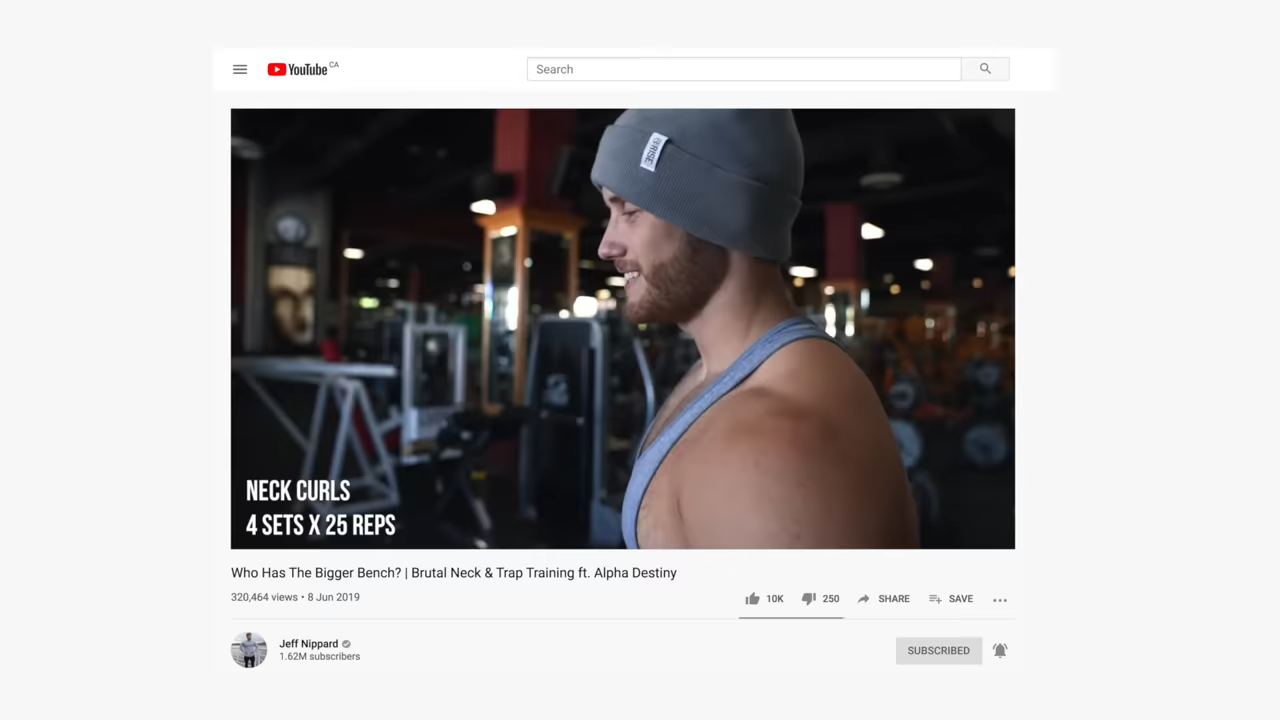 YouTube CA
Search
RISE
NECK CURLS
4 SETS X 25 REPS
Who Has The Bigger Bench? | Brutal Neck & Trap Training ft. Alpha Destiny
320,464 views • 8 Jun 2019
10K
250
SHARE
SAVE
Jeff Nippard
1.62M subscribers
SUBSCRIBED